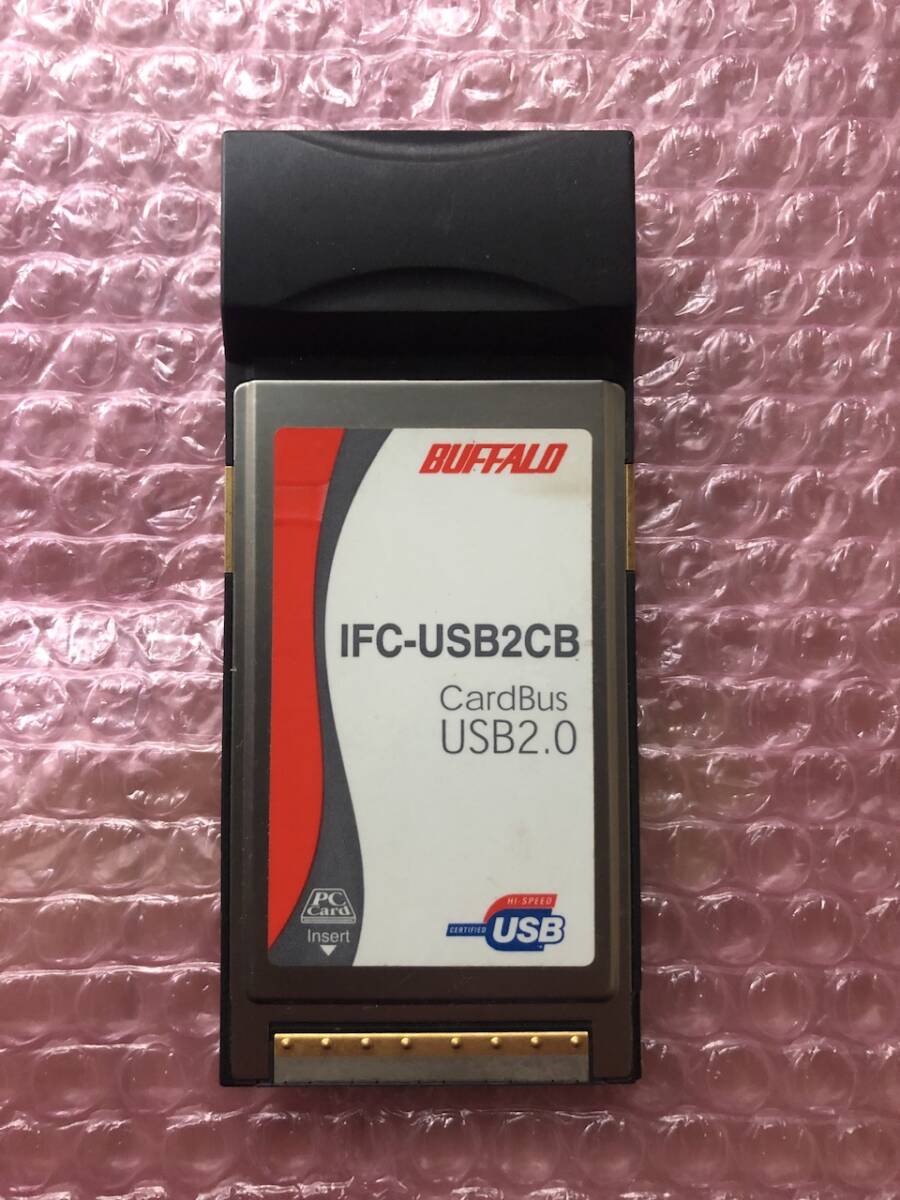 BUFFALO
IFC-USB2CB
CardBus
USB2.0
PC
Card
Insert
HI-SPEED
CERTIFIED
USB